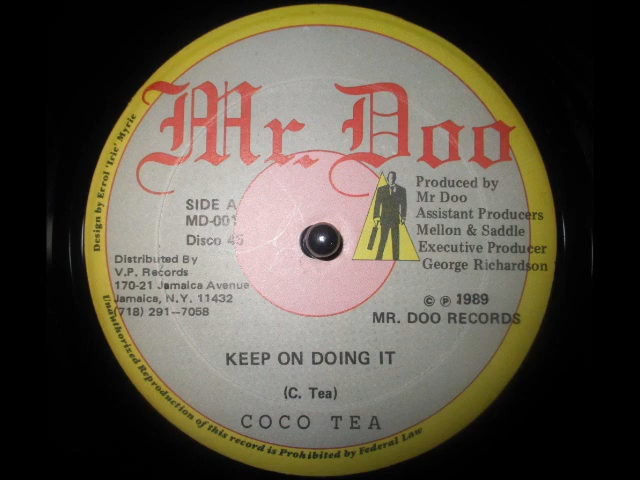 Mr. Doo
Design by Errol 'Irie' Myrie
SIDE A
MD-001
Disco 45
Produced by
Mr Doo
Assistant Producers
Mellon & Saddle
Executive Producer
George Richardson
Distributed By
V.P. Records
170-21 Jamaica Avenue
Jamaica, N.Y. 11432
(718) 291-7058
© ℗ 1989
MR. DOO RECORDS
KEEP ON DOING IT
(C. Tea)
COCO TEA
Unauthorized Reproduction of this record is Prohibited by Federal Law